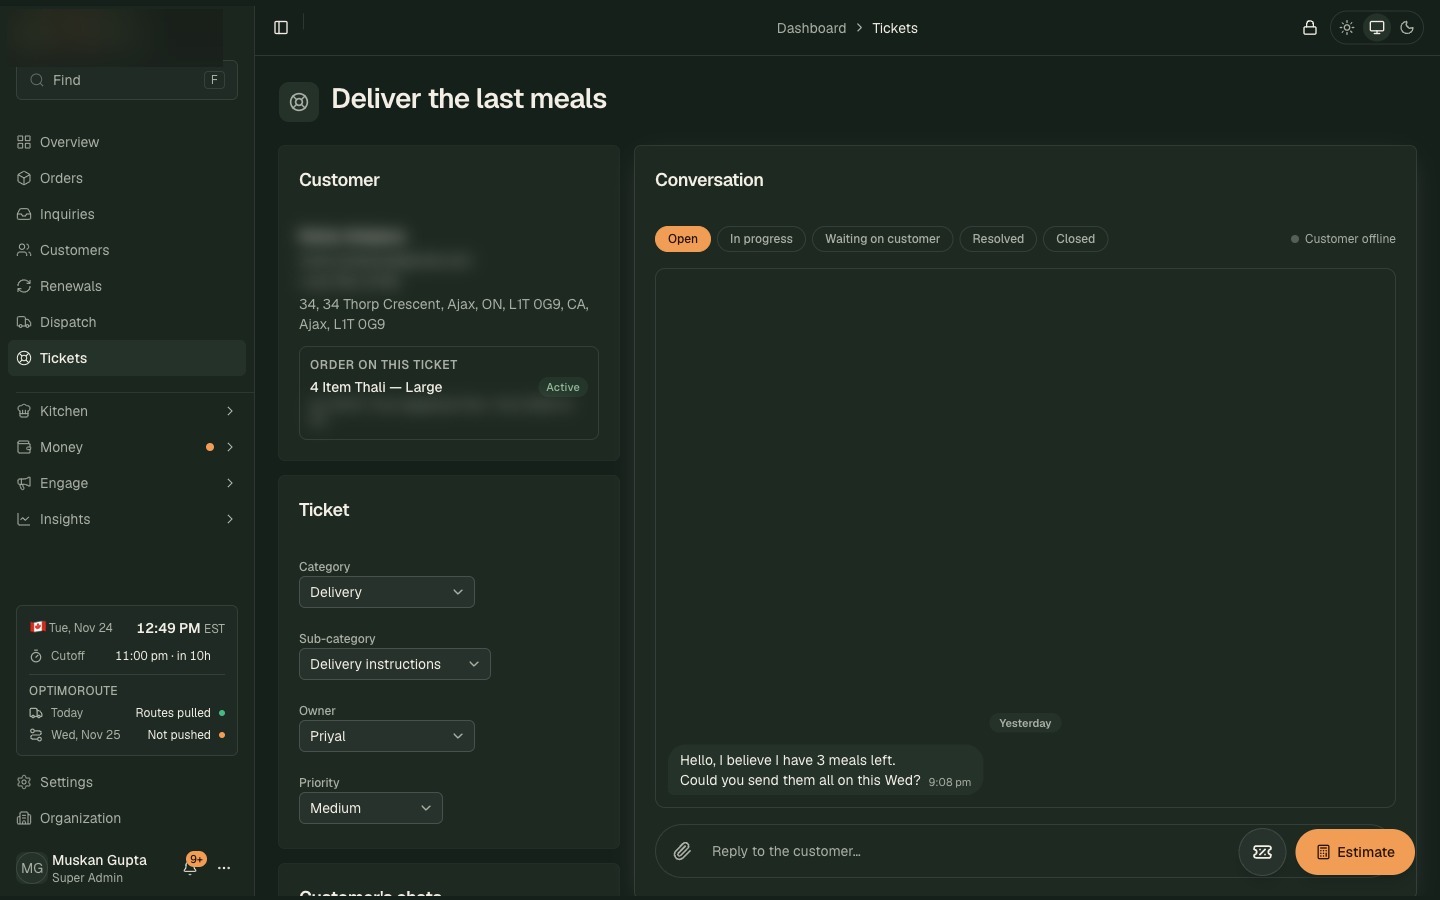 Find F
Overview
Orders
Inquiries
Customers
Renewals
Dispatch
Tickets
Kitchen
Money
Engage
Insights
Tue, Nov 24 12:49 PM EST
Cutoff 11:00 pm · in 10h
OPTIMOROUTE
Today Routes pulled
Wed, Nov 25 Not pushed
Settings
Organization
MG Muskan Gupta
Super Admin
9+
Dashboard > Tickets
Deliver the last meals
Customer
34, 34 Thorp Crescent, Ajax, ON, L1T 0G9, CA,
Ajax, L1T 0G9
ORDER ON THIS TICKET
4 Item Thali — Large Active
Ticket
Category
Delivery
Sub-category
Delivery instructions
Owner
Priyal
Priority
Medium
Conversation
Open In progress Waiting on customer Resolved Closed Customer offline
Yesterday
Hello, I believe I have 3 meals left.
Could you send them all on this Wed? 9:08 pm
Reply to the customer...
Estimate